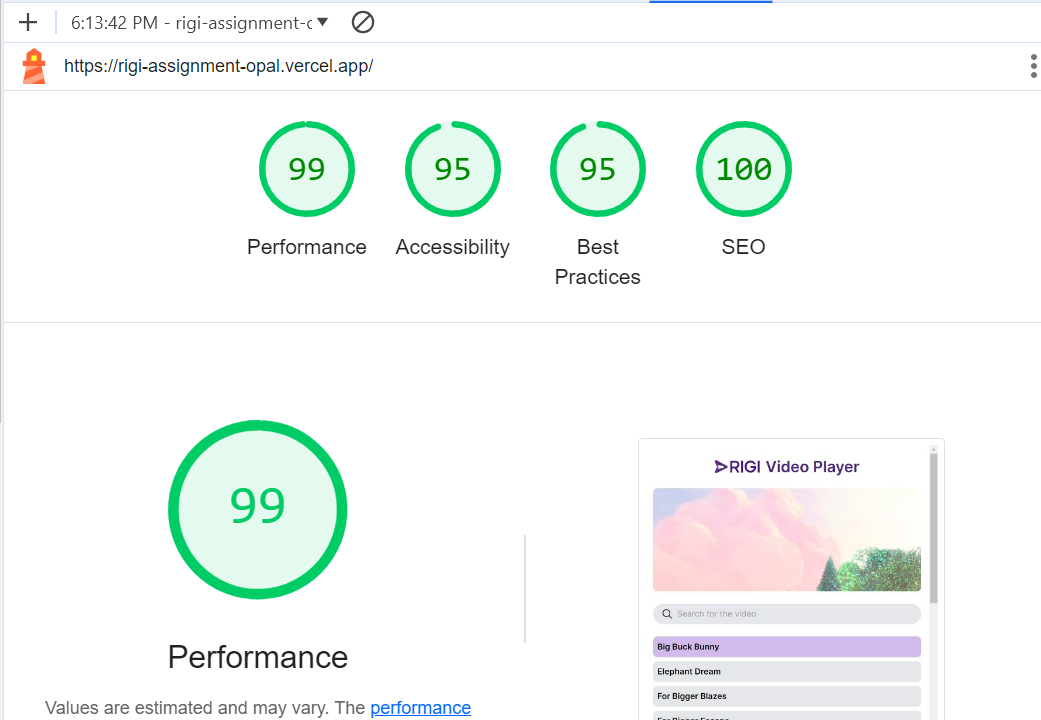 6:13:42 PM - rigi-assignment-c
https://rigi-assignment-opal.vercel.app/
99 95 95 100
Performance Accessibility Best Practices SEO
99
Performance
Values are estimated and may vary. The performance
RIGI Video Player
Search for the video
Big Buck Bunny
Elephant Dream
For Bigger Blazes